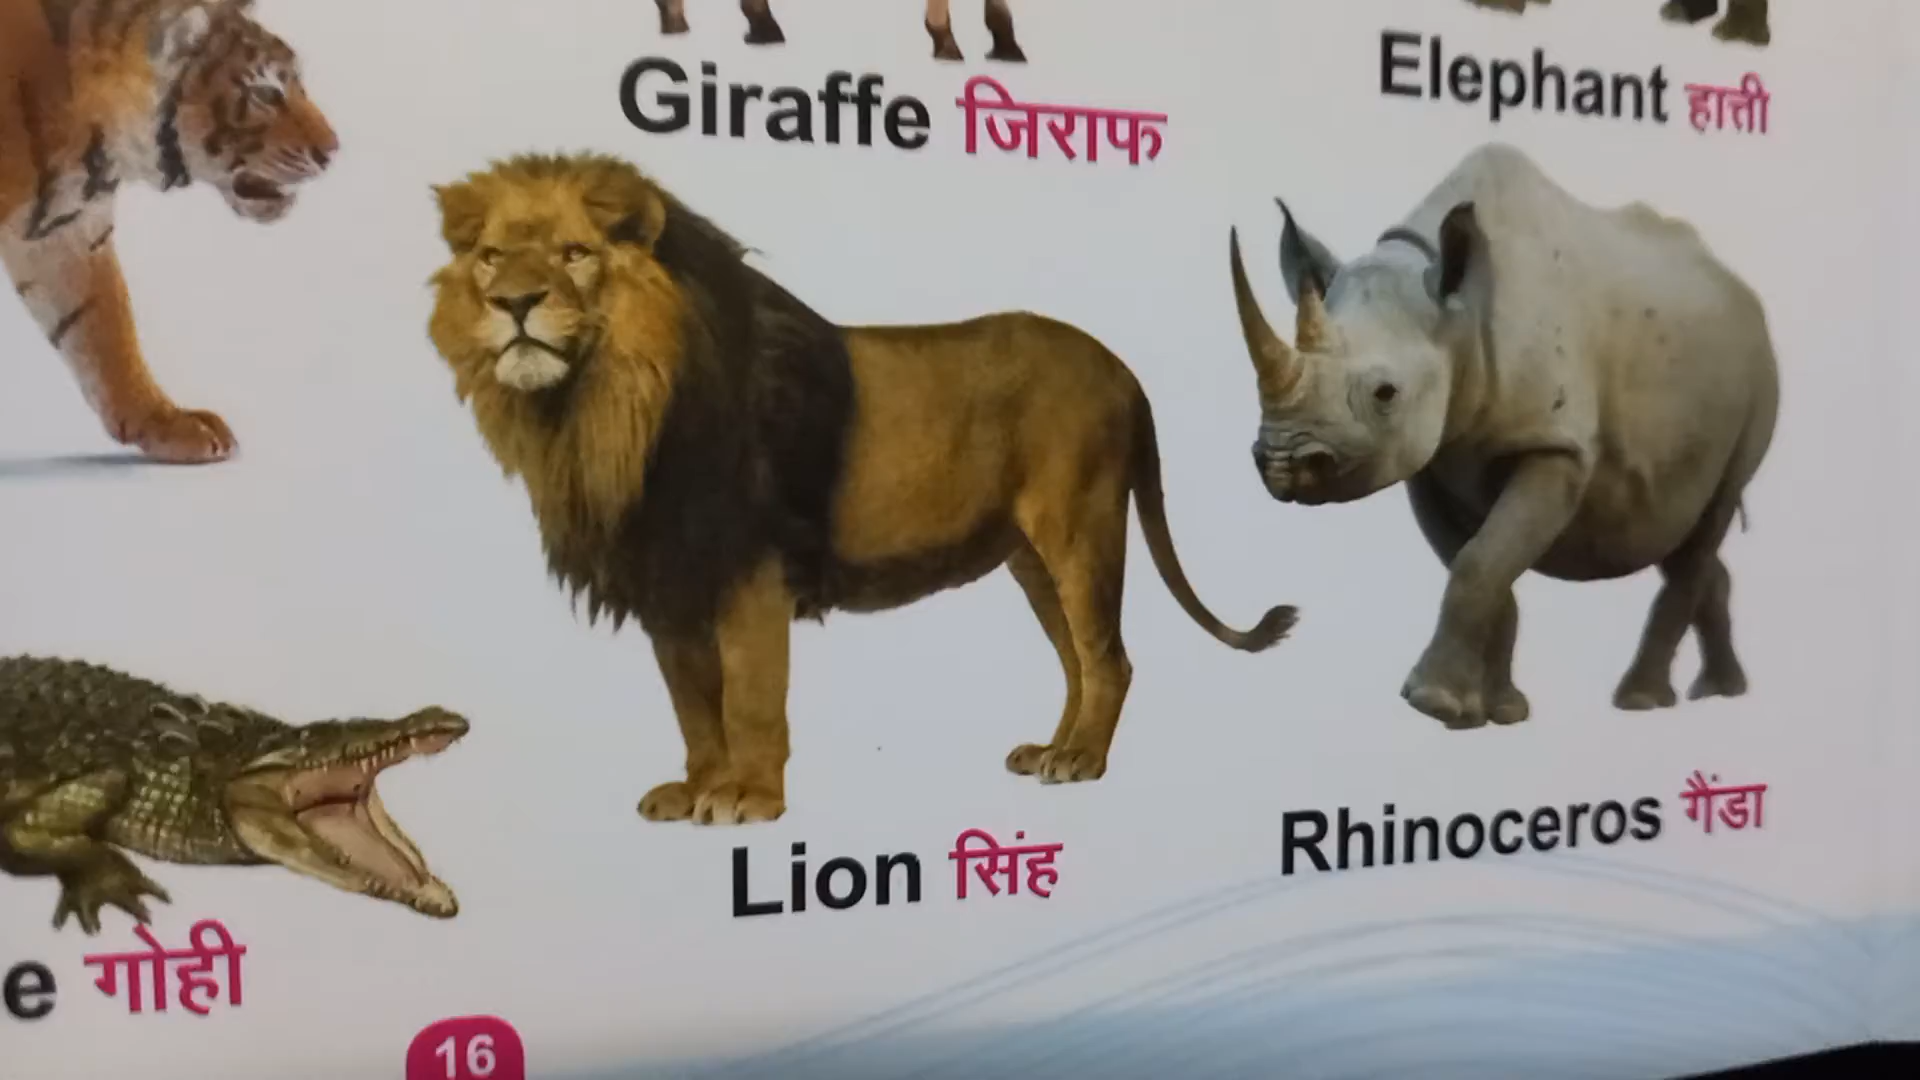 Giraffe जिराफ
Elephant हात्ती
Lion सिंह
Rhinoceros गैंडा
e गोही
16